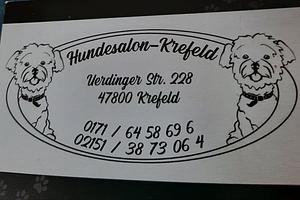 Hundesalon-Krefeld
Uerdinger Str. 228
47800 Krefeld
0171 / 64 58 69 6
02151 / 38 73 06 4